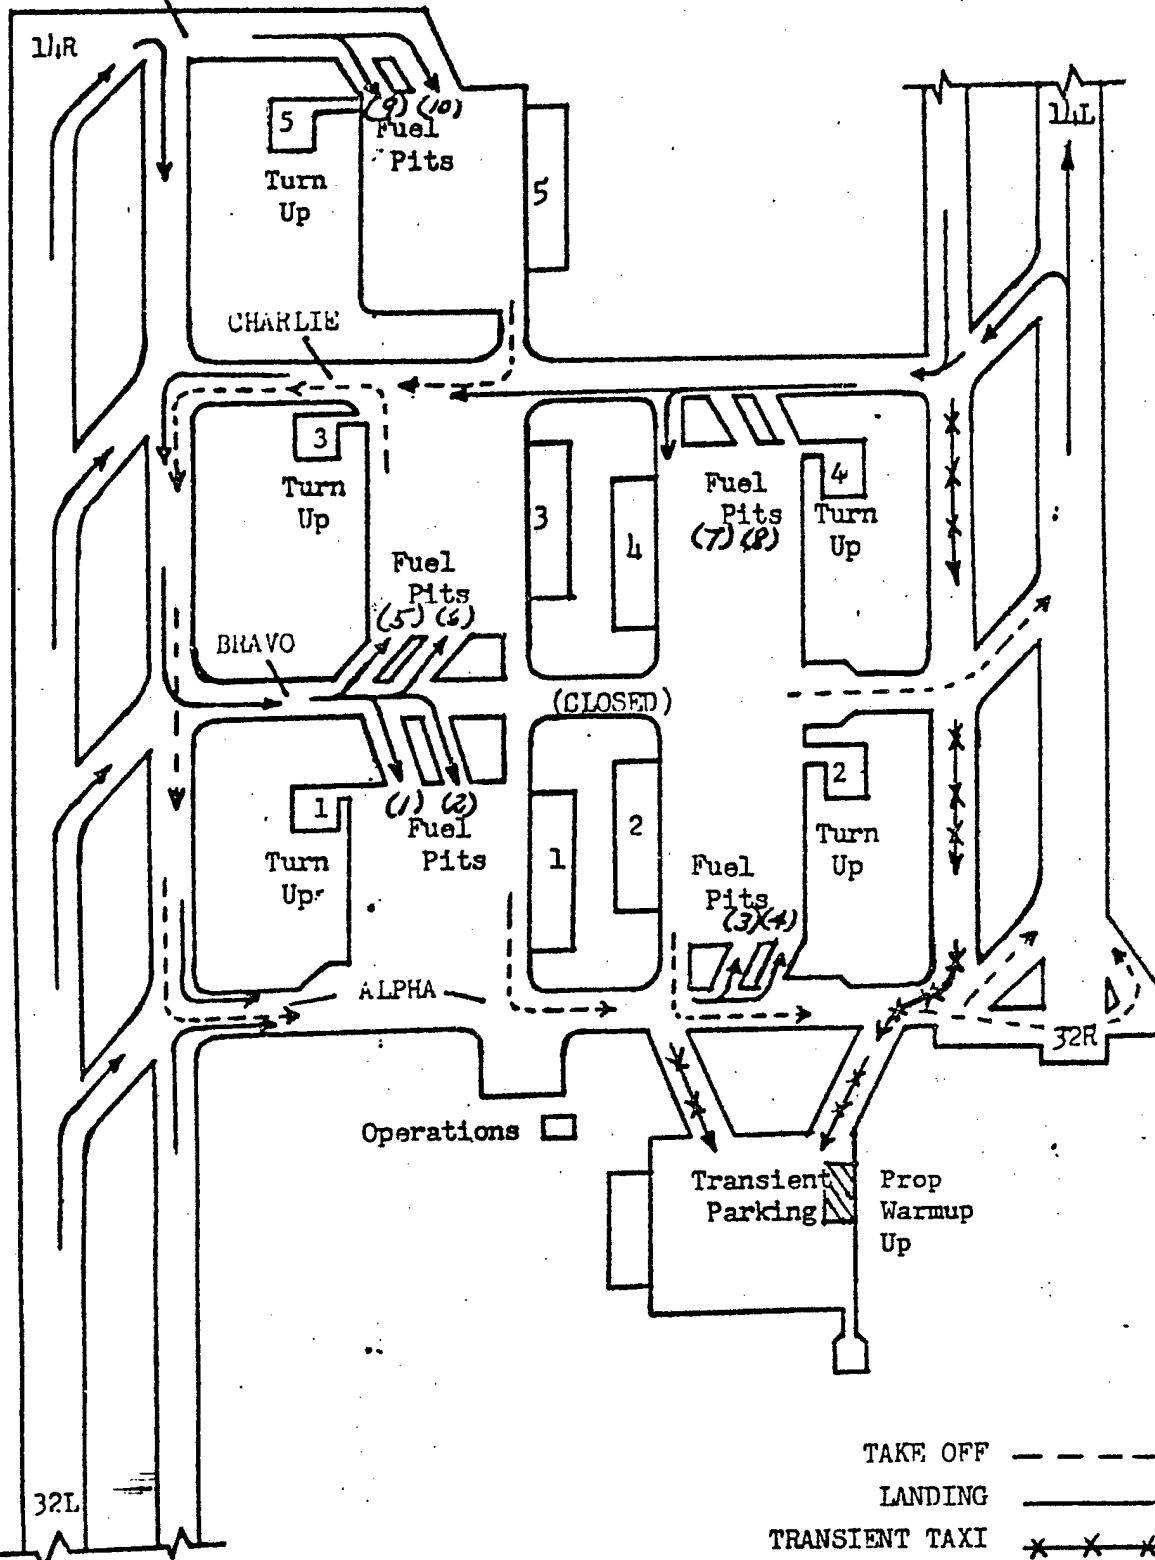 14R
14L
5
(9) (10)
Fuel
Pits
Turn
Up
5
CHARLIE
3
Turn
Up
3
4
Fuel
Pits
(7) (8)
4
Turn
Up
Fuel
Pits
(5) (6)
BRAVO
(CLOSED)
1
Turn
Up
(1) (2)
Fuel
Pits
1
2
2
Turn
Up
Fuel
Pits
(3) (4)
ALPHA
32R
Operations
Transient
Parking
Prop
Warmup
Up
32L
TAKE OFF
LANDING
TRANSIENT TAXI